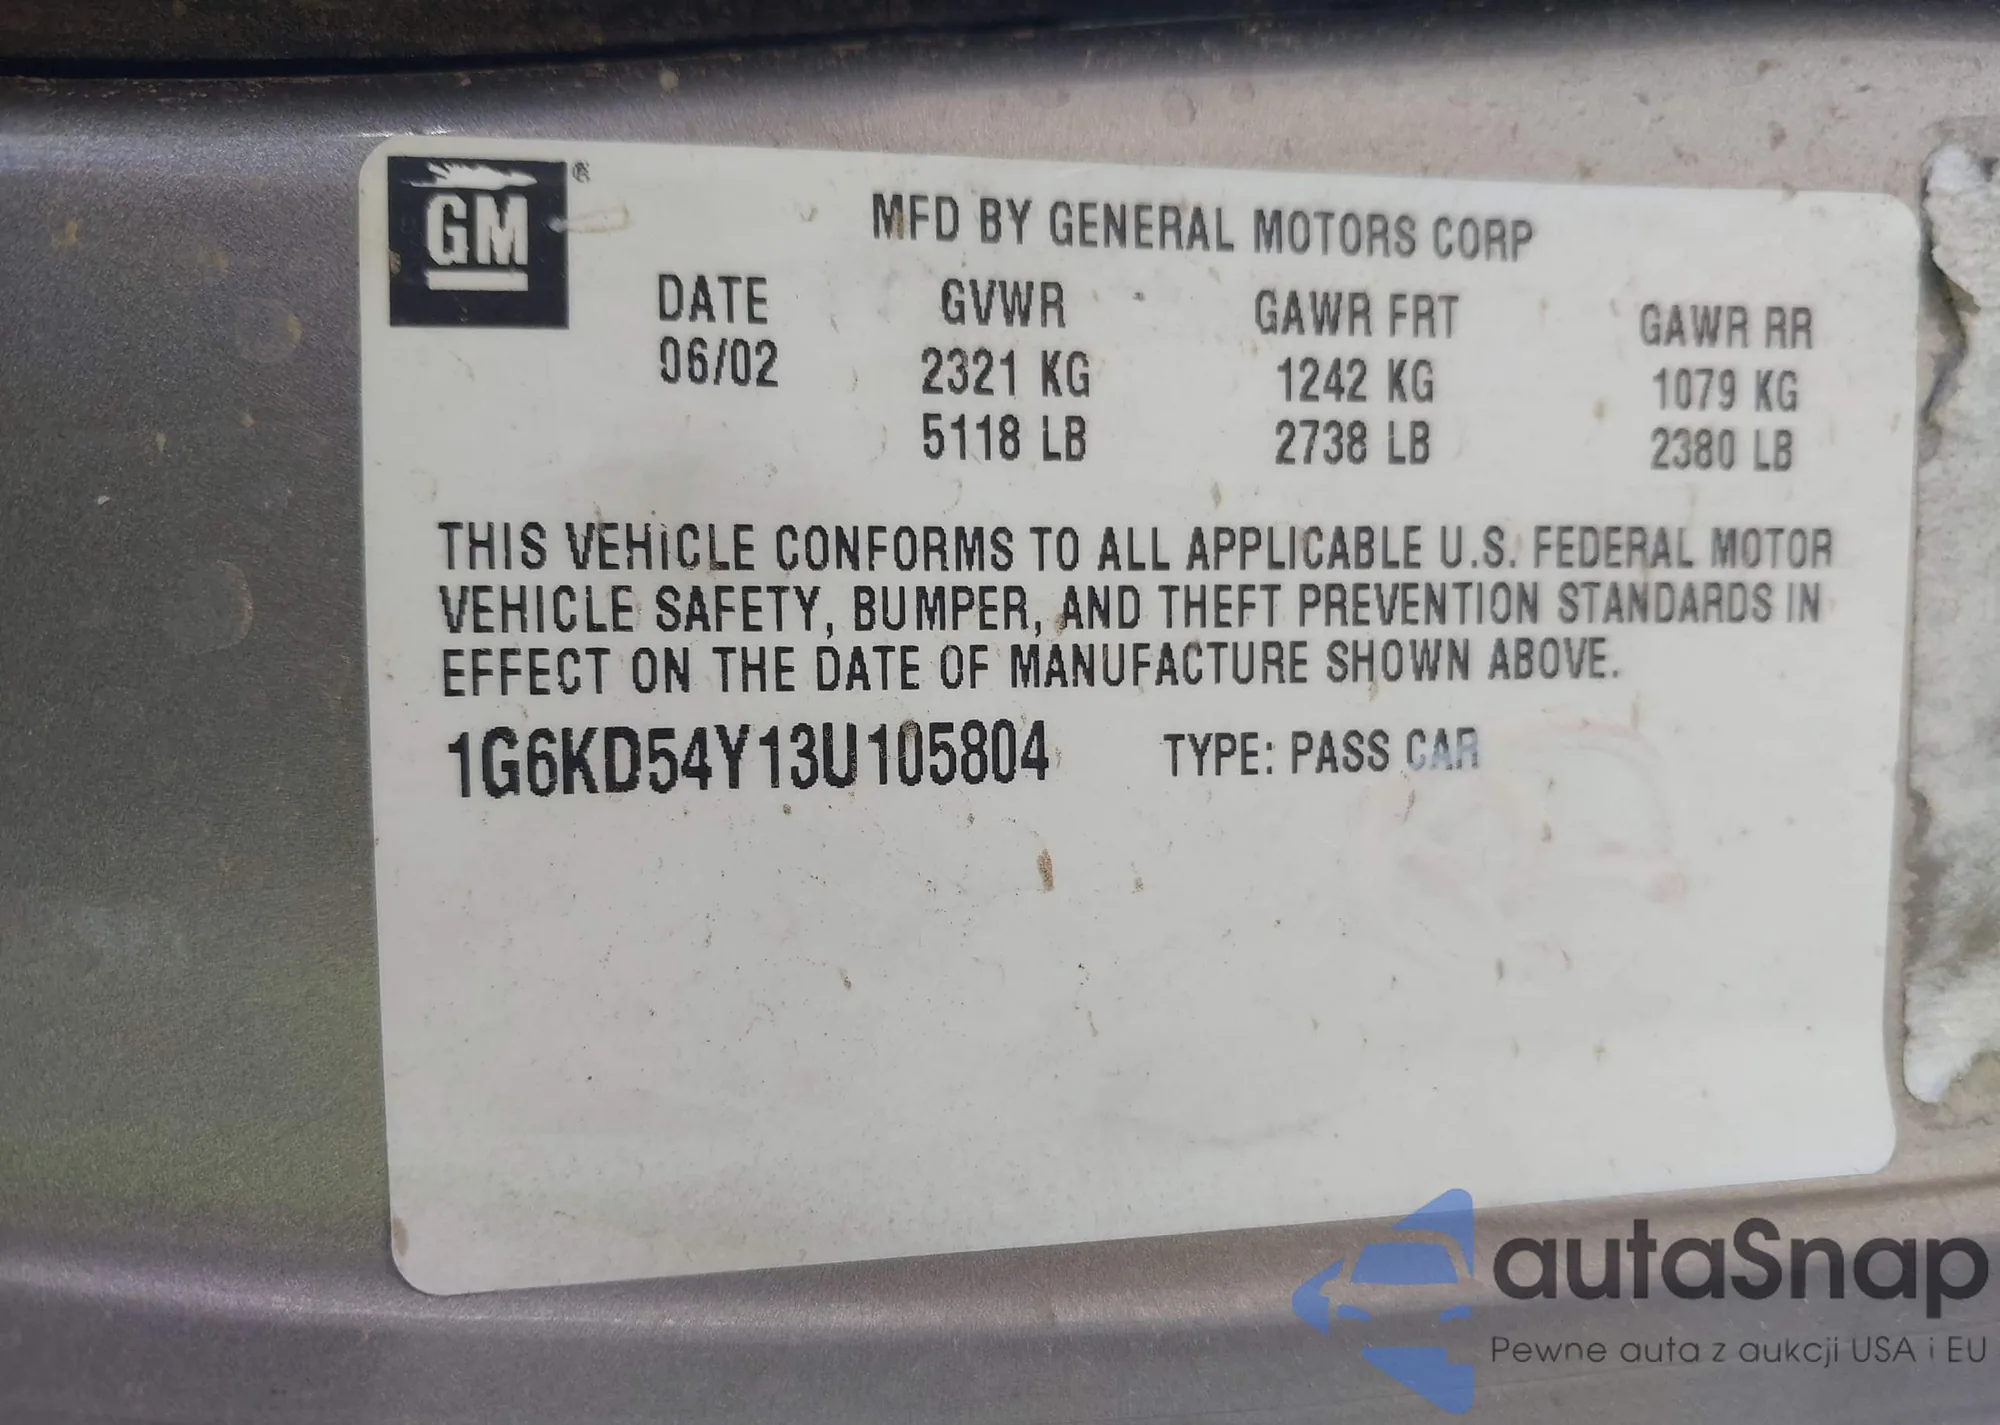 GM ®
MFD BY GENERAL MOTORS CORP
DATE GVWR GAWR FRT GAWR RR
06/02 2321 KG 1242 KG 1079 KG
5118 LB 2738 LB 2380 LB
THIS VEHICLE CONFORMS TO ALL APPLICABLE U.S. FEDERAL MOTOR
VEHICLE SAFETY, BUMPER, AND THEFT PREVENTION STANDARDS IN
EFFECT ON THE DATE OF MANUFACTURE SHOWN ABOVE.
1G6KD54Y13U105804 TYPE: PASS CAR
autaSnap
Pewne auta z aukcji USA i EU